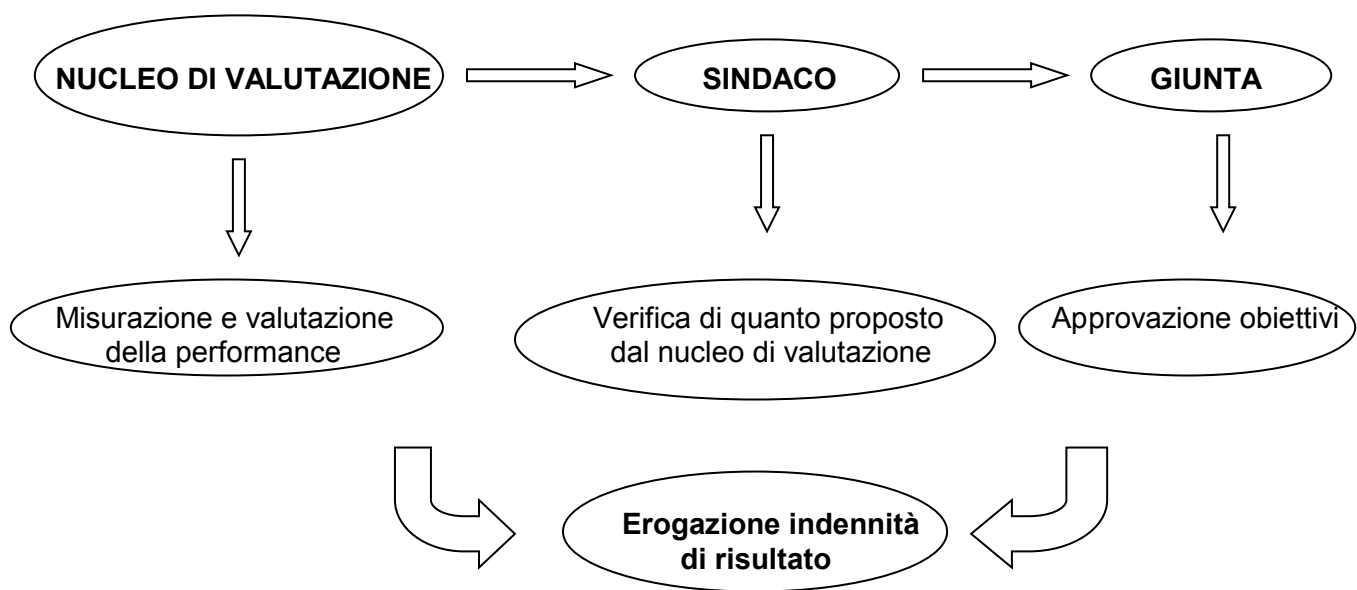 NUCLEO DI VALUTAZIONE
SINDACO
GIUNTA
Misurazione e valutazione
della performance
Verifica di quanto proposto
dal nucleo di valutazione
Approvazione obiettivi
Erogazione indennità
di risultato